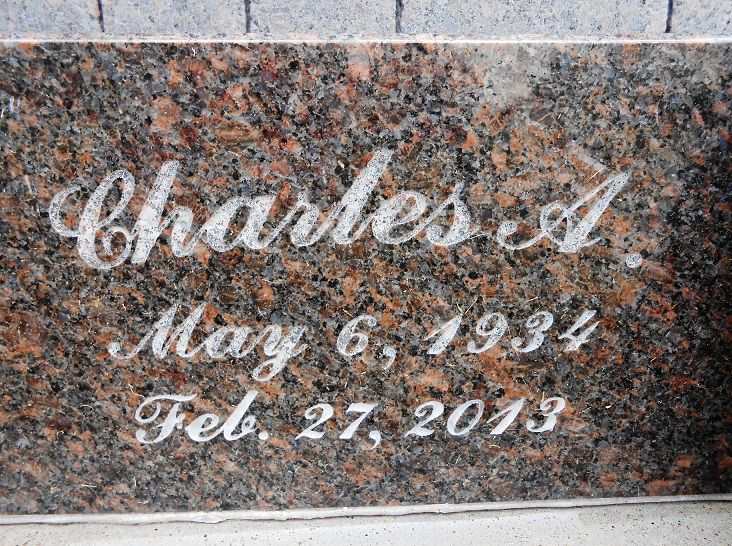 Charles A.
May 6, 1934
Feb. 27, 2013